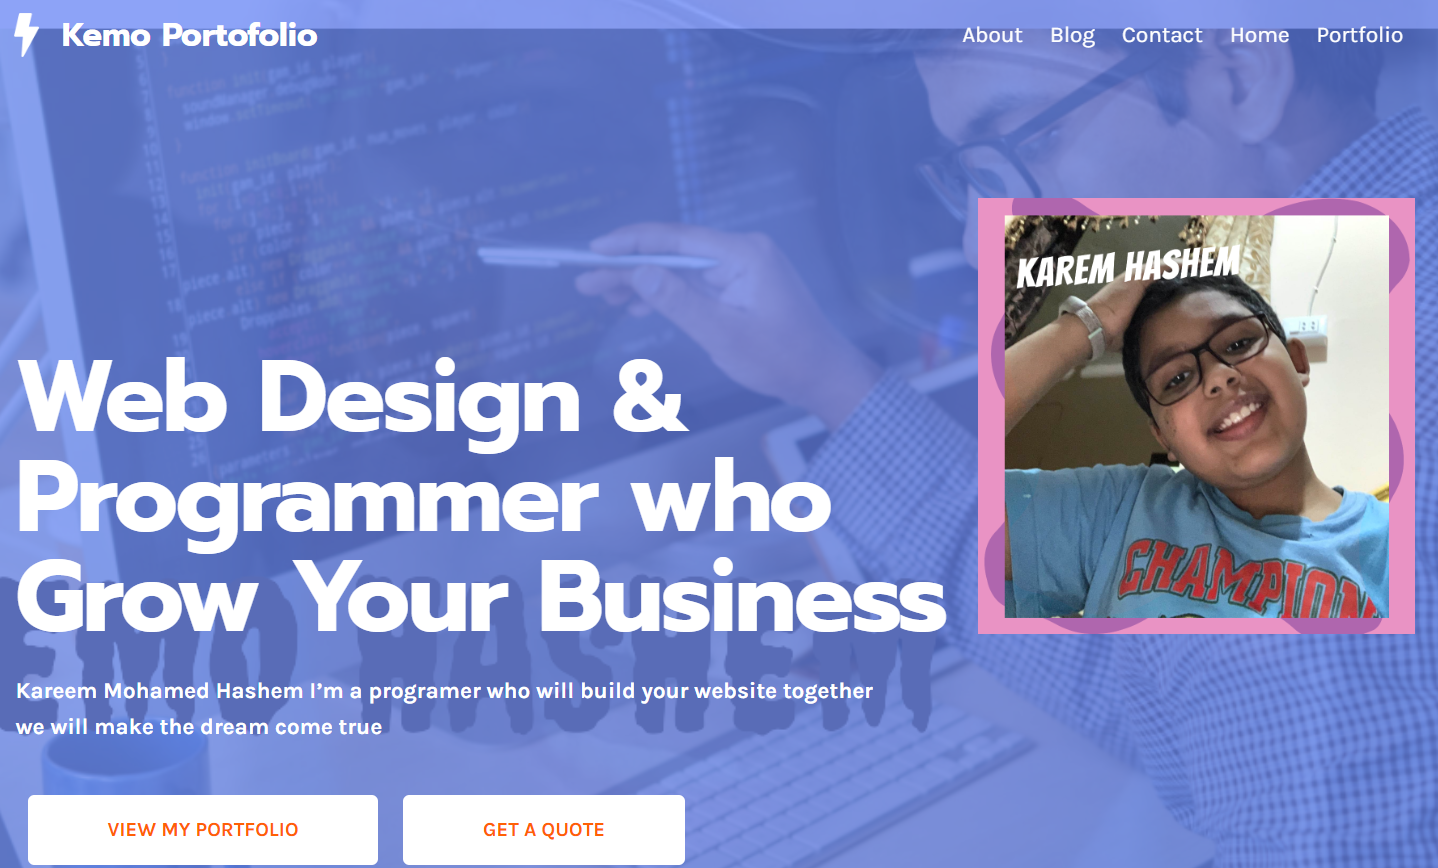 Kemo Portofolio
About Blog Contact Home Portfolio
KAREM HASHEM
CHAMPION
Web Design &
Programmer who
Grow Your Business
EMO HASHEM
Kareem Mohamed Hashem I’m a programer who will build your website together
we will make the dream come true
VIEW MY PORTFOLIO
GET A QUOTE